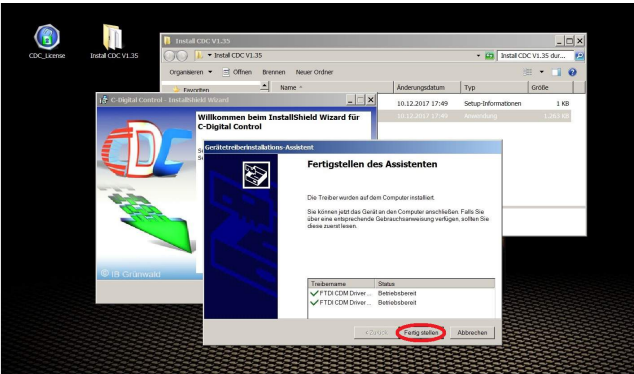 CDC_License
Install CDC V1.35
Install CDC V1.35
Install CDC V1.35
Install CDC V1.35 dur...
Organisieren
Öffnen
Brennen
Neuer Ordner
Favoriten
Name
Änderungsdatum
Typ
Größe
10.12.2017 17:49
Setup-Informationen
1 KB
10.12.2017 17:49
Anwendung
C-Digital Control - InstallShield Wizard
Willkommen beim InstallShield Wizard für
C-Digital Control
© IB Grünwald
Gerätetreiberinstallations-Assistent
Fertigstellen des Assistenten
Die Treiber wurden auf dem Computer installiert.
Sie können jetzt das Gerät an den Computer anschließen. Falls Sie
über eine entsprechende Gebrauchsanweisung verfügen, sollten Sie
diese zuerst lesen.
Treibername
Status
FTDI CDM Driver...
Betriebsbereit
FTDI CDM Driver...
Betriebsbereit
< Zurück
Fertig stellen
Abbrechen